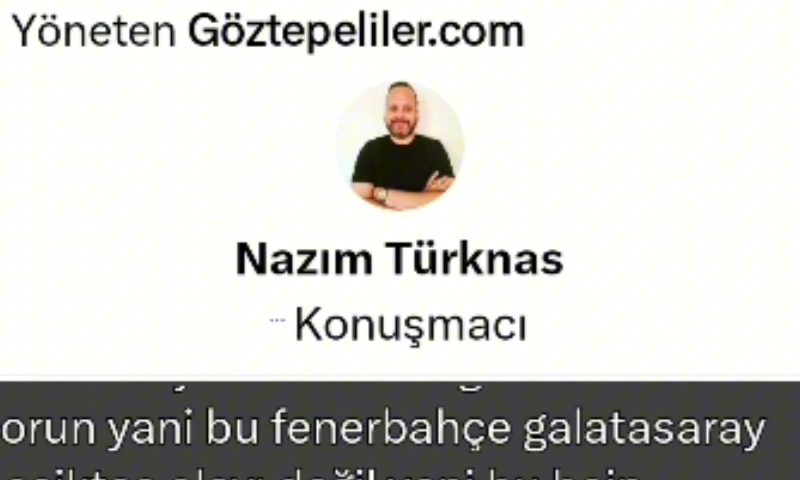 Yöneten Göztepeliler.com
Nazım Türknas
Konuşmacı
orun yani bu fenerbahçe galatasaray